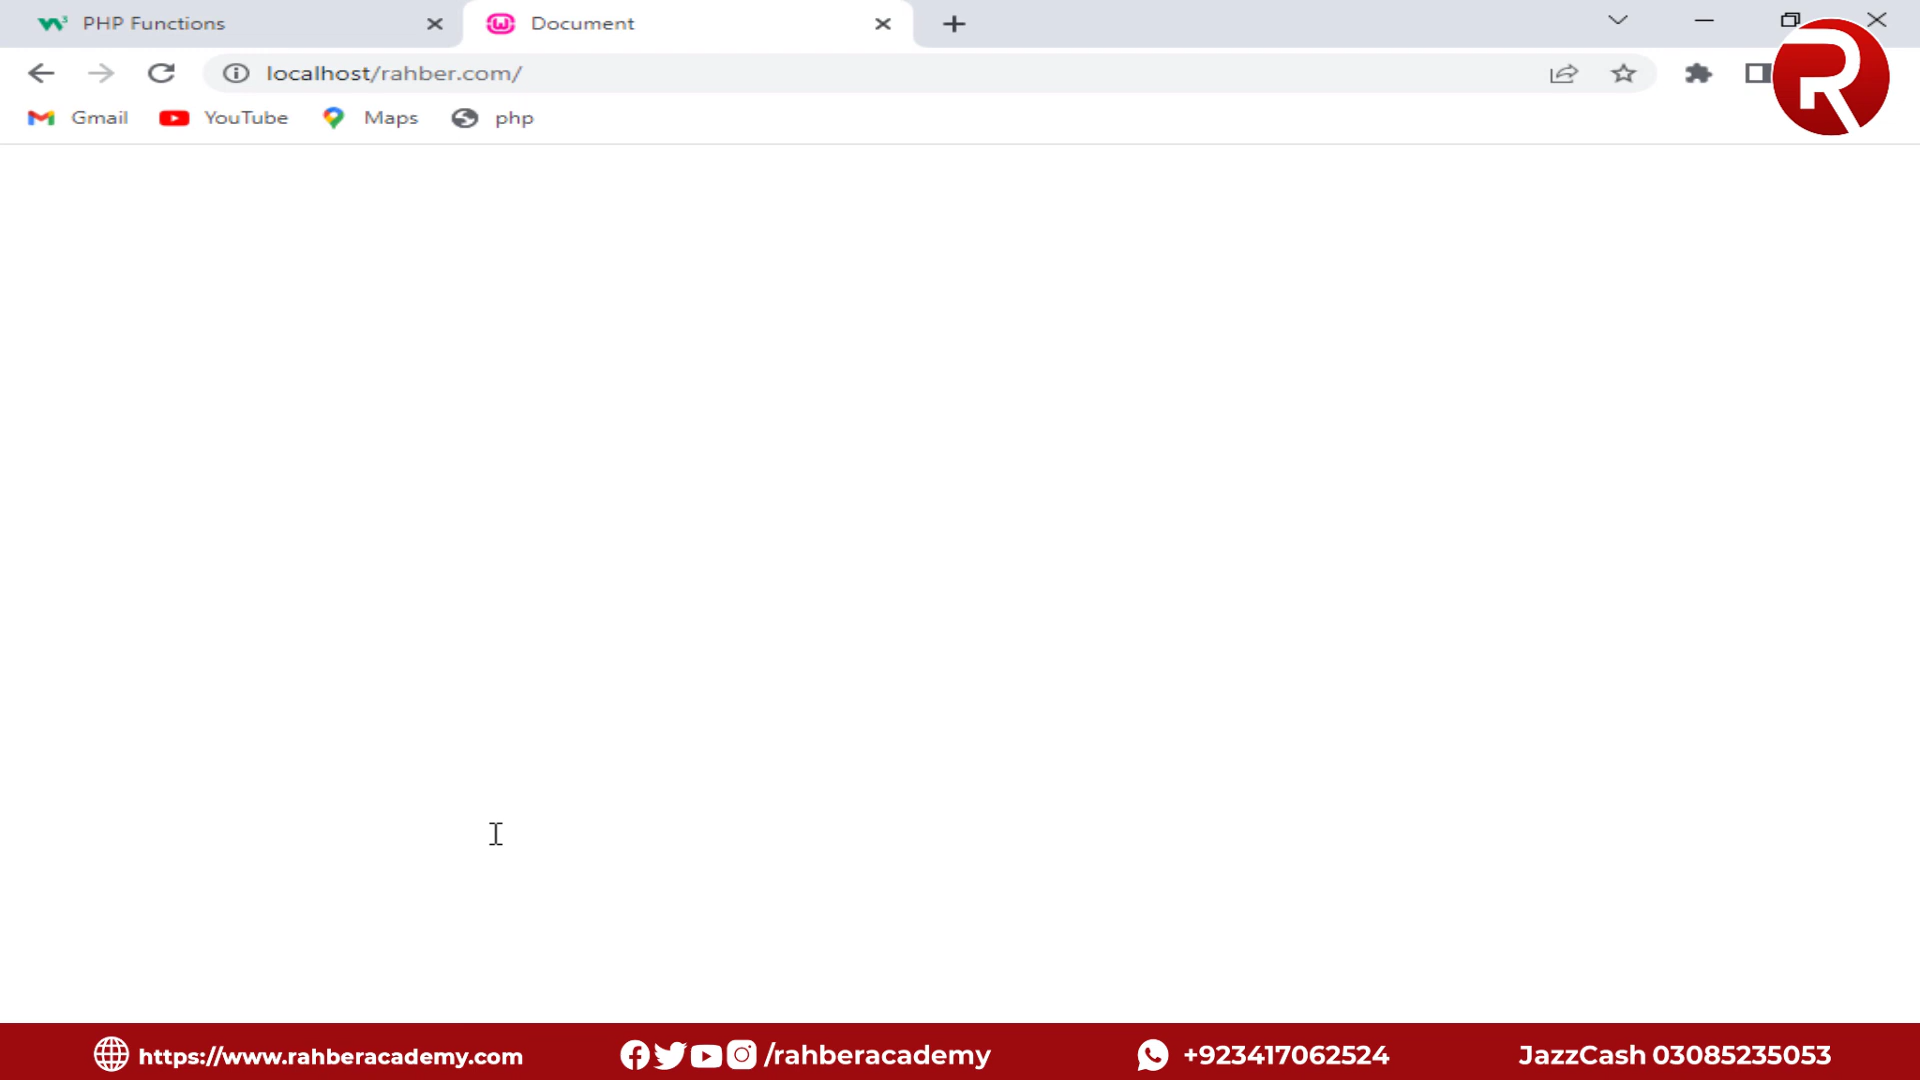 PHP Functions
Document
localhost/rahber.com/
Gmail
YouTube
Maps
php
R
https://www.rahberacademy.com
/rahberacademy
+923417062524
JazzCash 03085235053